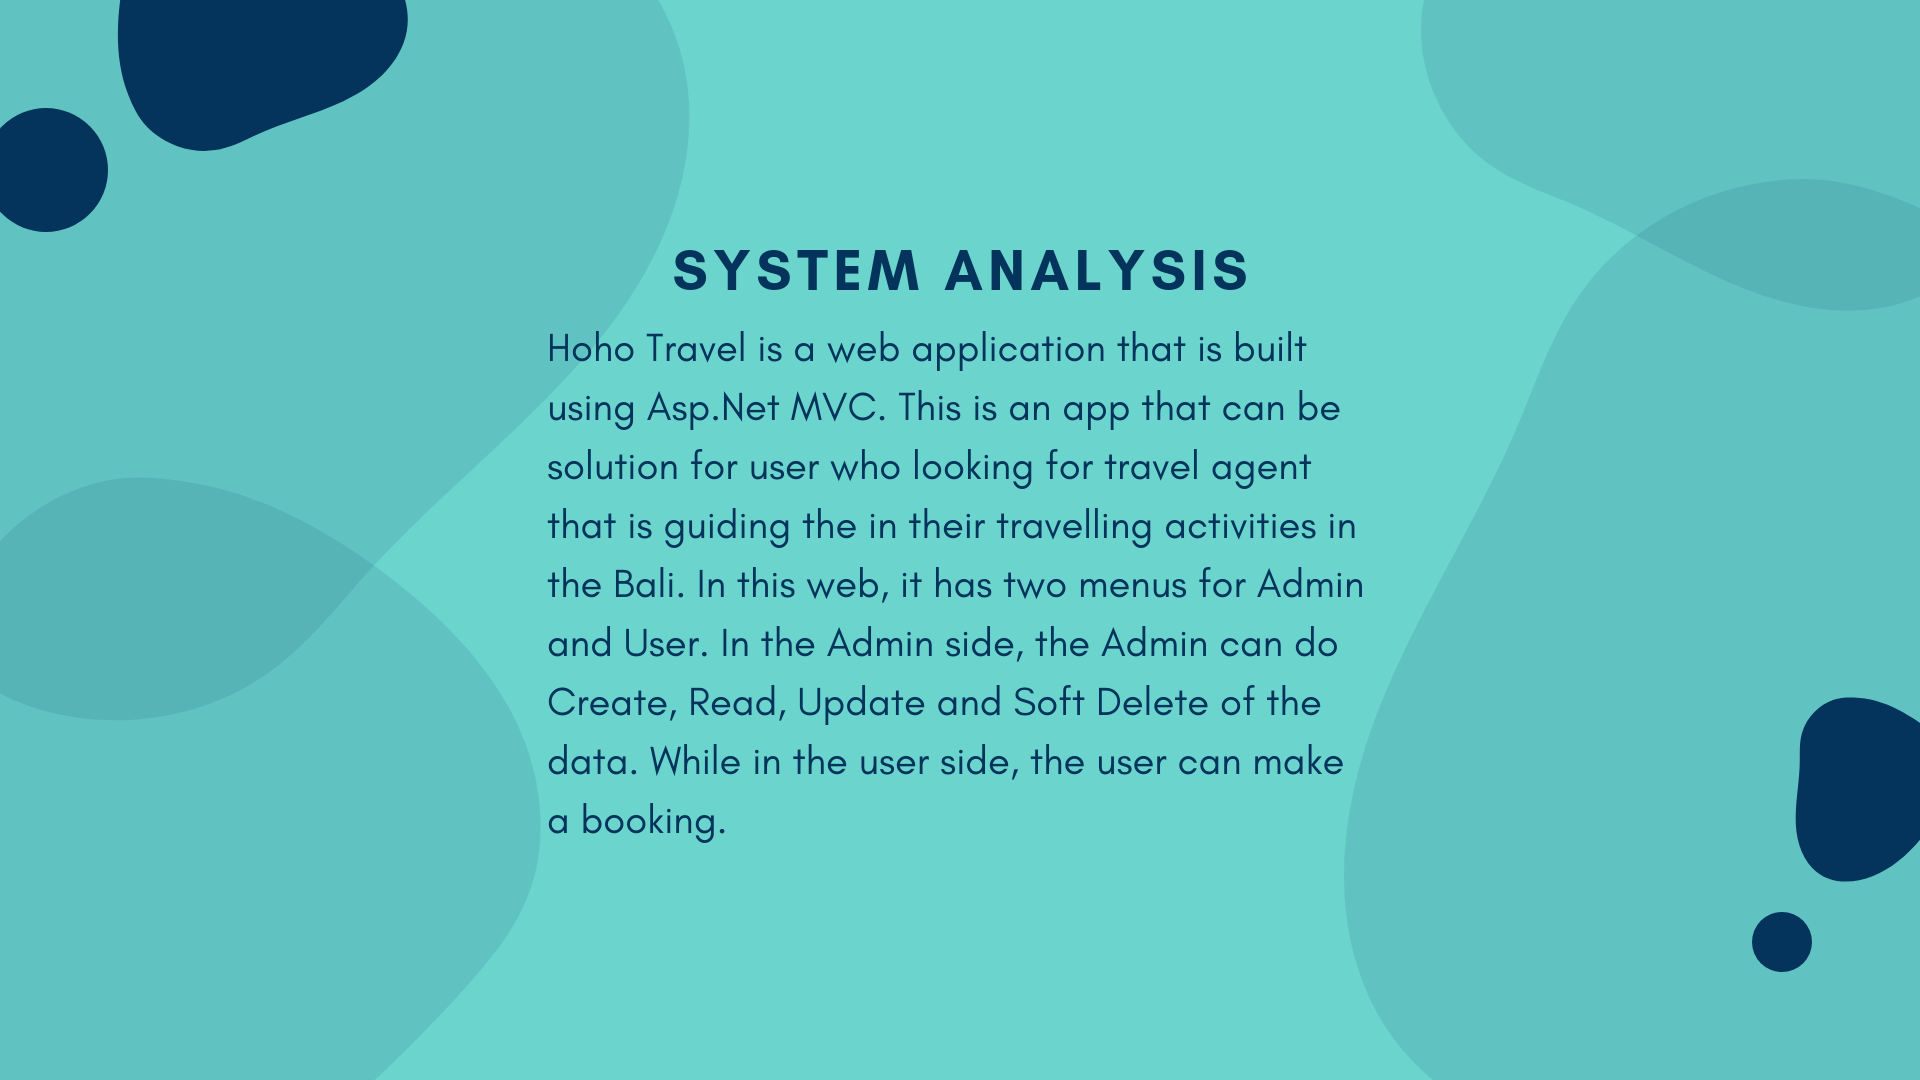 SYSTEM ANALYSIS
Hoho Travel is a web application that is built
using Asp.Net MVC. This is an app that can be
solution for user who looking for travel agent
that is guiding the in their travelling activities in
the Bali. In this web, it has two menus for Admin
and User. In the Admin side, the Admin can do
Create, Read, Update and Soft Delete of the
data. While in the user side, the user can make
a booking.